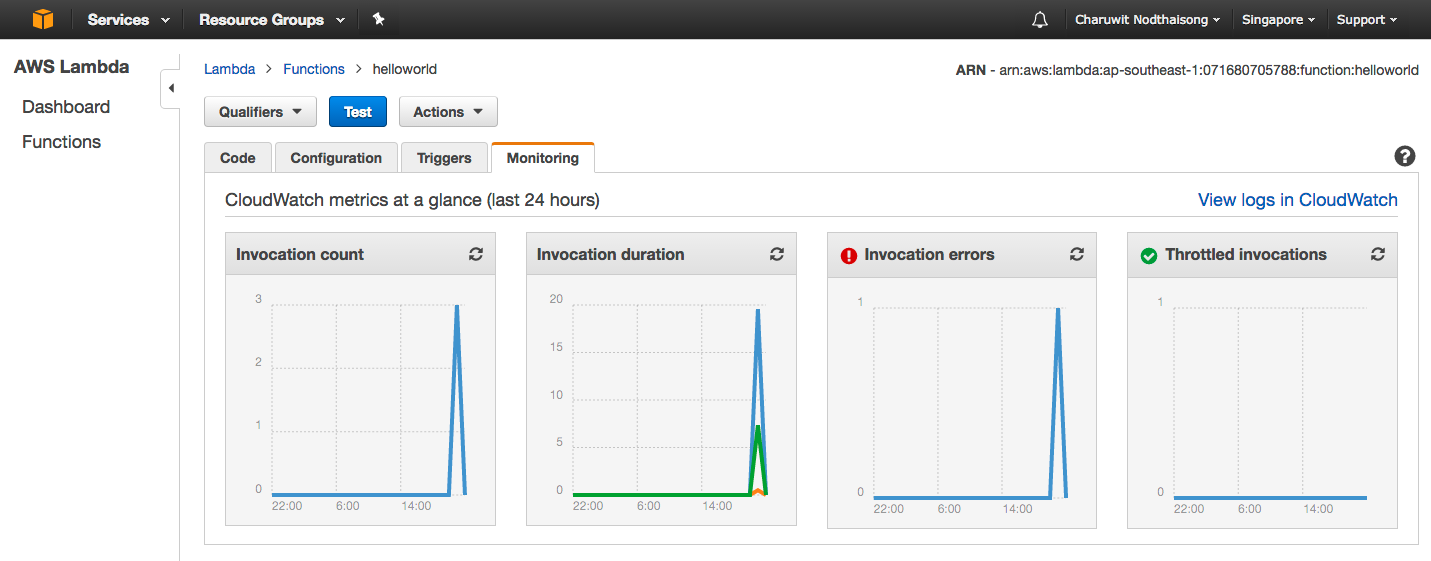 Services Resource Groups Charuwit Nodthaisong Singapore Support
AWS Lambda
Dashboard
Functions
Lambda > Functions > helloworld
ARN - arn:aws:lambda:ap-southeast-1:071680705788:function:helloworld
Qualifiers Test Actions
Code Configuration Triggers Monitoring
CloudWatch metrics at a glance (last 24 hours) View logs in CloudWatch
Invocation count
3
2
1
0
22:00 6:00 14:00
Invocation duration
20
15
10
5
0
22:00 6:00 14:00
Invocation errors
1
0
22:00 6:00 14:00
Throttled invocations
1
0
22:00 6:00 14:00